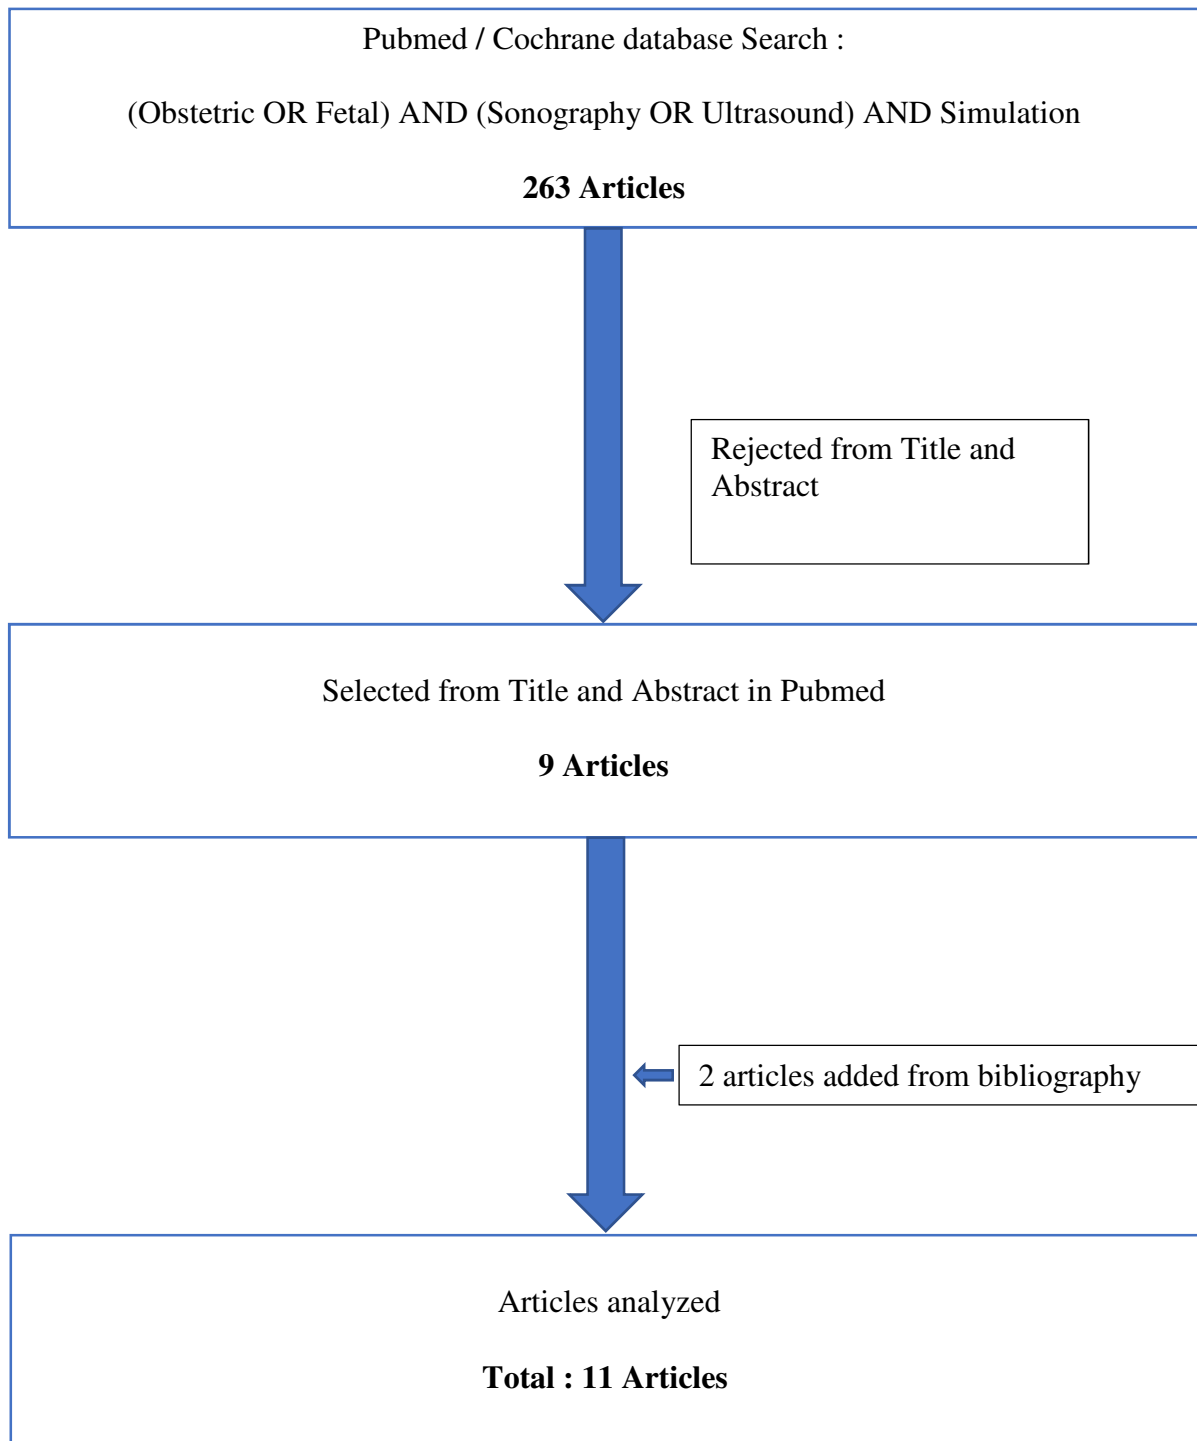 Pubmed / Cochrane database Search :
(Obstetric OR Fetal) AND (Sonography OR Ultrasound) AND Simulation
263 Articles
Rejected from Title and
Abstract
Selected from Title and Abstract in Pubmed
9 Articles
2 articles added from bibliography
Articles analyzed
Total : 11 Articles